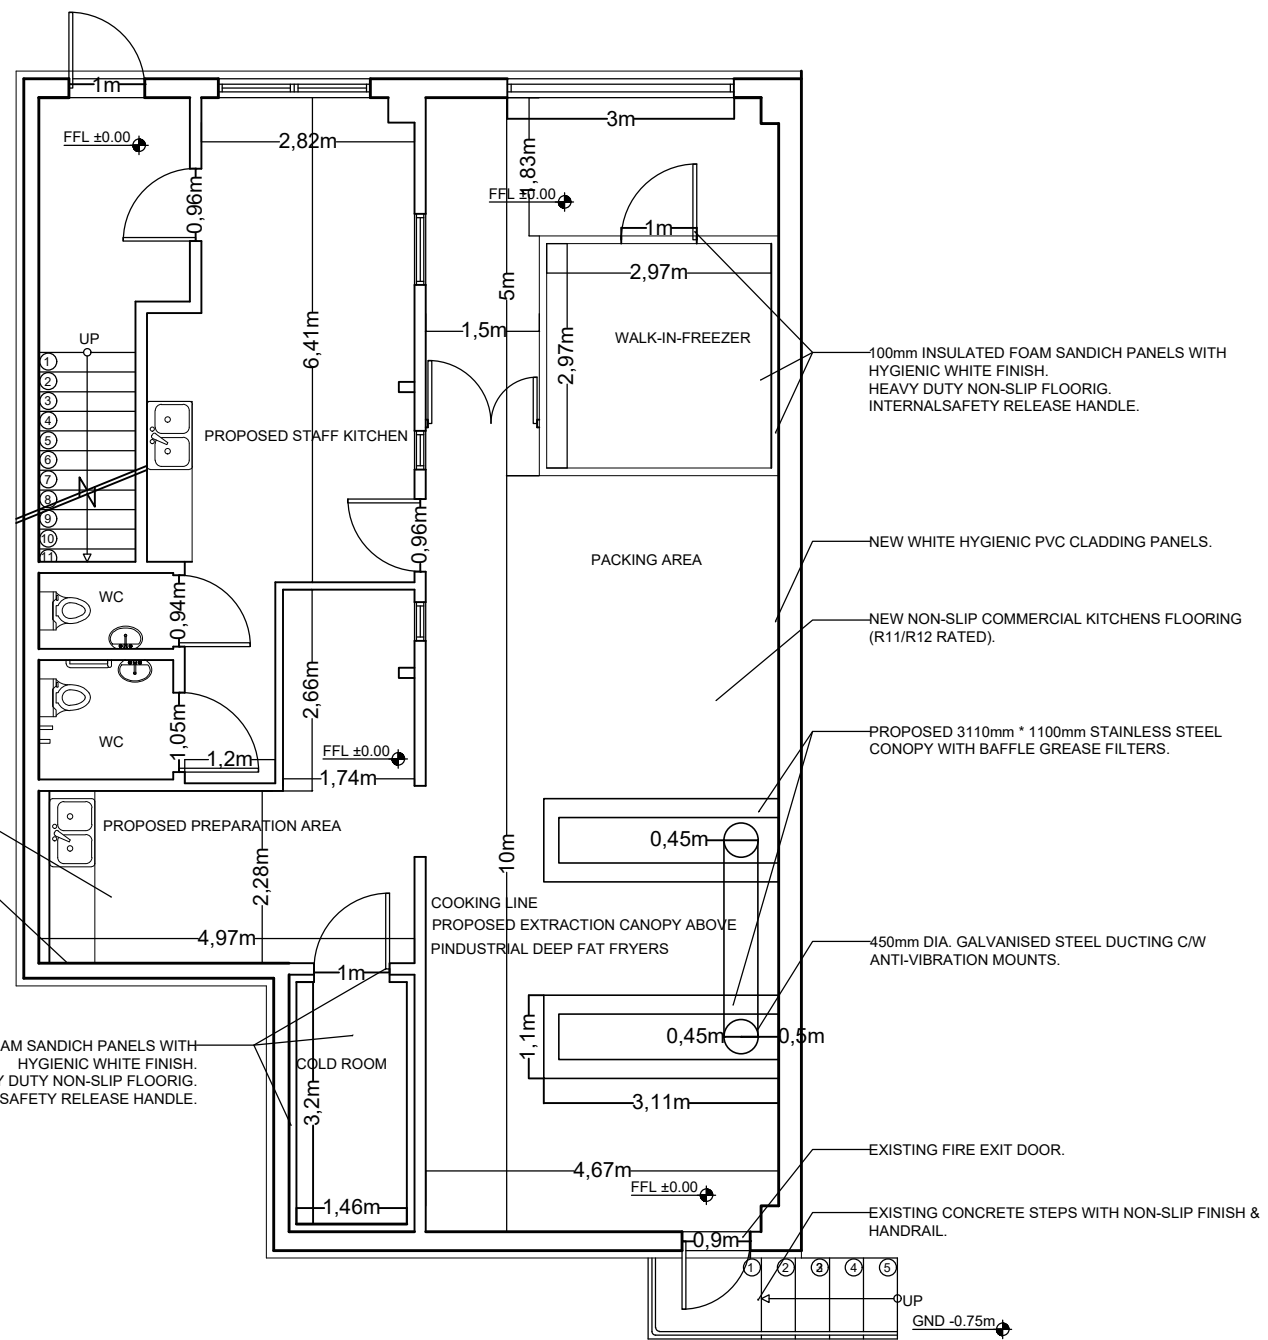 1m
FFL ±0.00
2,82m
3m
1,83m
FFL ±0.00
0,96m
1m
2,97m
5m
6,41m
1,5m
UP
WALK-IN-FREEZER
2,97m
100mm INSULATED FOAM SANDICH PANELS WITH
HYGIENIC WHITE FINISH.
HEAVY DUTY NON-SLIP FLOORIG.
INTERNALSAFETY RELEASE HANDLE.
1
2
3
4
5
6
7
8
9
10
11
PROPOSED STAFF KITCHEN
0,96m
NEW WHITE HYGIENIC PVC CLADDING PANELS.
PACKING AREA
WC
0,94m
NEW NON-SLIP COMMERCIAL KITCHENS FLOORING
(R11/R12 RATED).
2,66m
WC
1,05m
1,2m
FFL ±0.00
1,74m
PROPOSED 3110mm * 1100mm STAINLESS STEEL
CONOPY WITH BAFFLE GREASE FILTERS.
PROPOSED PREPARATION AREA
0,45m
10m
2,28m
COOKING LINE
PROPOSED EXTRACTION CANOPY ABOVE
PINDUSTRIAL DEEP FAT FRYERS
4,97m
450mm DIA. GALVANISED STEEL DUCTING C/W
ANTI-VIBRATION MOUNTS.
1m
1,1m
0,45m
0,5m
AM SANDICH PANELS WITH
HYGIENIC WHITE FINISH.
Y DUTY NON-SLIP FLOORIG.
SAFETY RELEASE HANDLE.
COLD ROOM
3,2m
3,11m
EXISTING FIRE EXIT DOOR.
4,67m
FFL ±0.00
1,46m
EXISTING CONCRETE STEPS WITH NON-SLIP FINISH &
HANDRAIL.
0,9m
1
2
4
5
UP
GND -0.75m